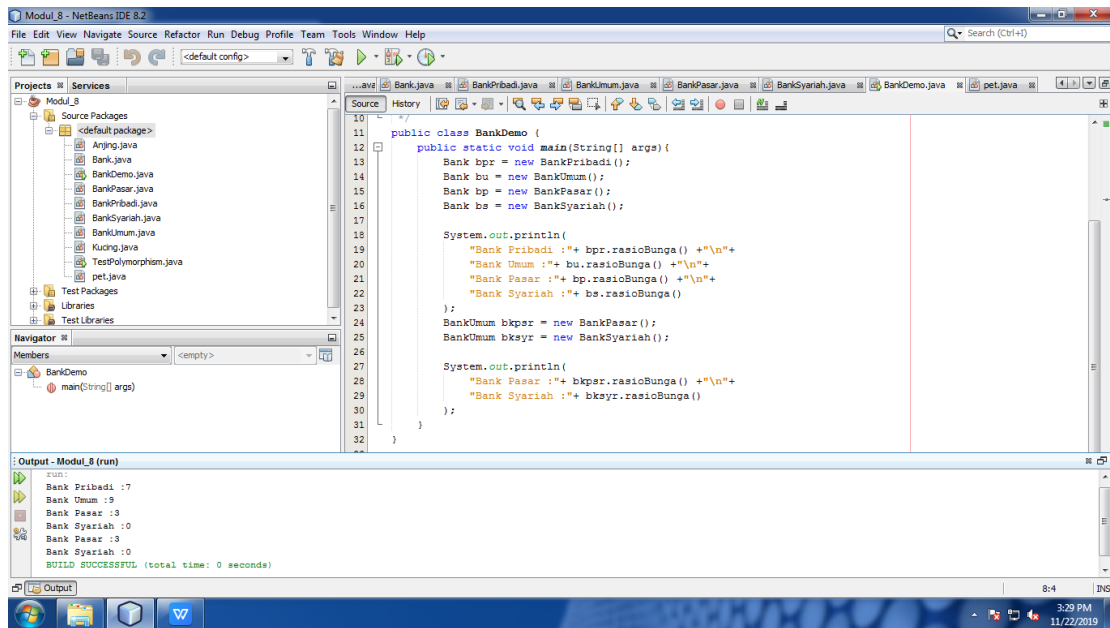 Modul_8 - NetBeans IDE 8.2
File Edit View Navigate Source Refactor Run Debug Profile Team Tools Window Help
Search (Ctrl+I)
<default config>
Projects Services
Modul_8
Source Packages
<default package>
Anjing.java
Bank.java
BankDemo.java
BankPasar.java
BankPribadi.java
BankSyariah.java
BankUmum.java
Kucing.java
TestPolymorphism.java
pet.java
Test Packages
Libraries
Test Libraries
Navigator
Members <empty>
BankDemo
main(String[] args)
...ava Bank.java BankPribadi.java BankUmum.java BankPasar.java BankSyariah.java BankDemo.java pet.java
Source History
10 */
11 public class BankDemo {
12 public static void main(String[] args){
13 Bank bpr = new BankPribadi();
14 Bank bu = new BankUmum();
15 Bank bp = new BankPasar();
16 Bank bs = new BankSyariah();
17
18 System.out.println(
19 "Bank Pribadi :"+ bpr.rasioBunga() +"\n"+
20 "Bank Umum :"+ bu.rasioBunga() +"\n"+
21 "Bank Pasar :"+ bp.rasioBunga() +"\n"+
22 "Bank Syariah :"+ bs.rasioBunga()
23 );
24 BankUmum bkpsr = new BankPasar();
25 BankUmum bksyr = new BankSyariah();
26
27 System.out.println(
28 "Bank Pasar :"+ bkpsr.rasioBunga() +"\n"+
29 "Bank Syariah :"+ bksyr.rasioBunga()
30 );
31 }
32 }
Output - Modul_8 (run)
run:
Bank Pribadi :7
Bank Umum :9
Bank Pasar :3
Bank Syariah :0
Bank Pasar :3
Bank Syariah :0
BUILD SUCCESSFUL (total time: 0 seconds)
Output
8:4 INS
3:29 PM
11/22/2019